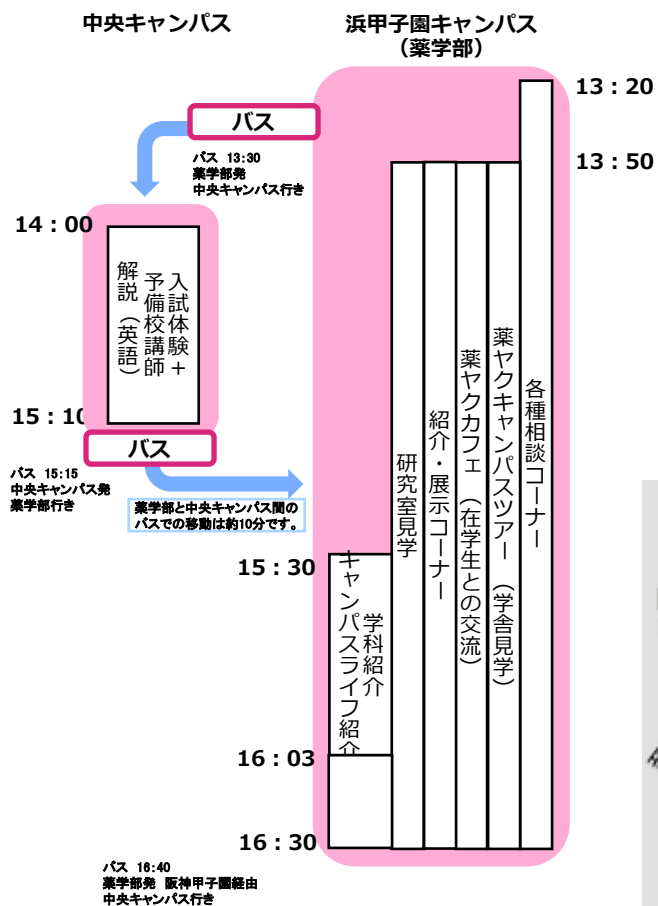 中央キャンパス
浜甲子園キャンパス
（薬学部）
13：20
バス
バス 13:30
薬学部発
中央キャンパス行き
13：50
14：00
入試体験＋
予備校講師
解説（英語）
15：10
バス
バス 15:15
中央キャンパス発
薬学部行き
薬学部と中央キャンパス間の
バスでの移動は約10分です。
15：30
学科紹介
キャンパスライフ紹介
研究室見学
紹介・展示コーナー
薬ヤクカフェ（在学生との交流）
薬ヤクキャンパスツアー（学舎見学）
各種相談コーナー
16：03
16：30
バス 16:40
薬学部発 阪神甲子園経由
中央キャンパス行き